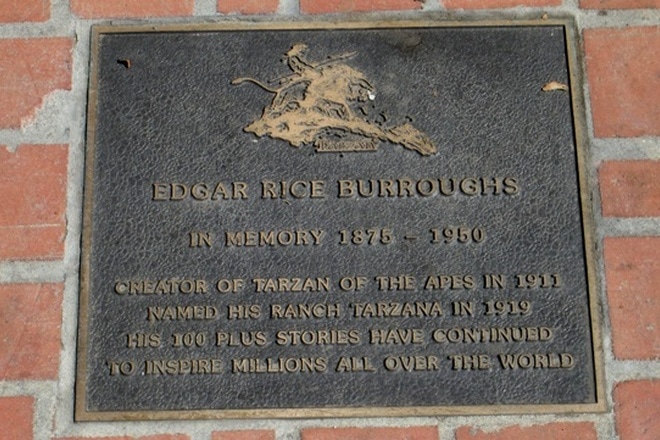 EDGAR RICE BURROUGHS
IN MEMORY 1875 - 1950
CREATOR OF TARZAN OF THE APES IN 1911
NAMED HIS RANCH TARZANA IN 1919
HIS 100 PLUS STORIES HAVE CONTINUED
TO INSPIRE MILLIONS ALL OVER THE WORLD